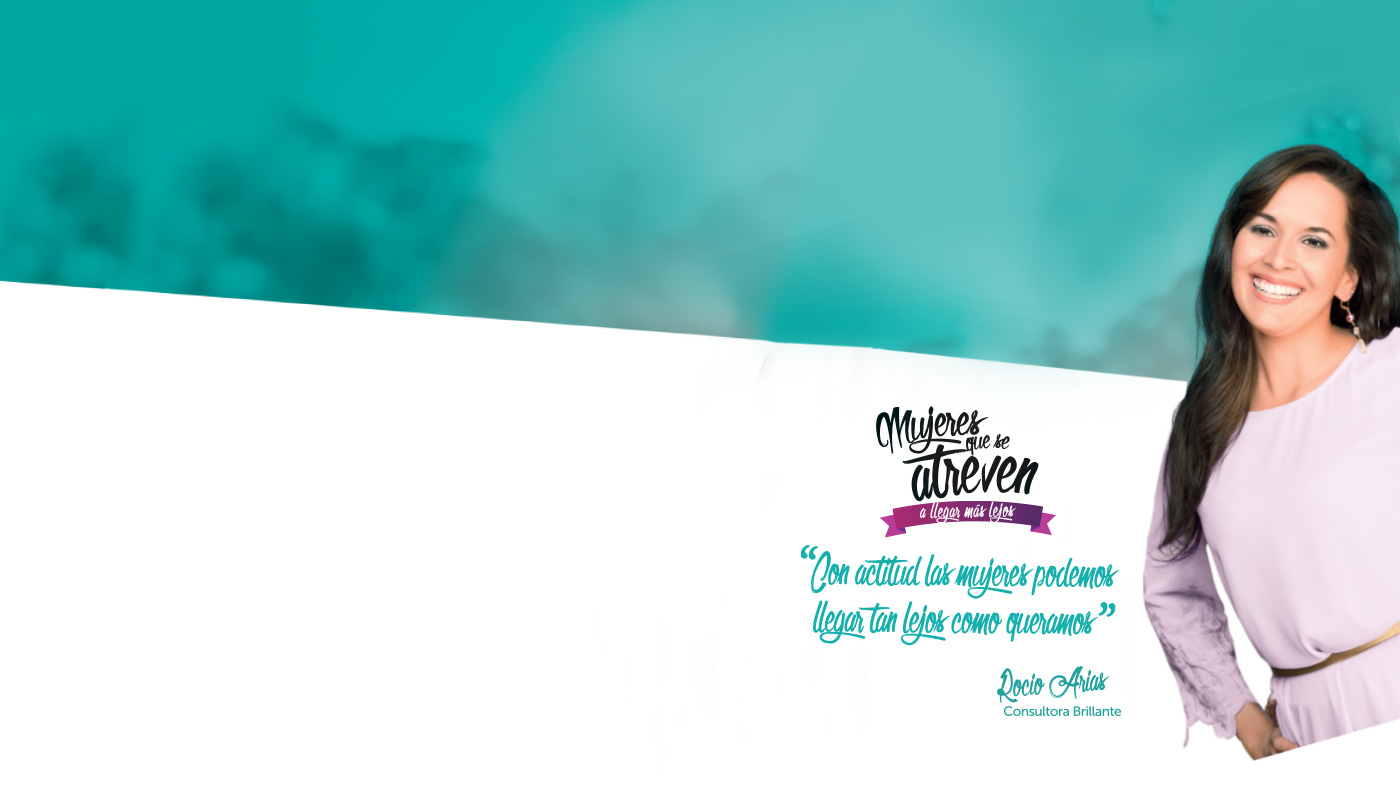 Mujeres
que se
atreven
a llegar más lejos
“Con actitud las mujeres podemos
llegar tan lejos como queramos”
Rocio Arias
Consultora Brillante